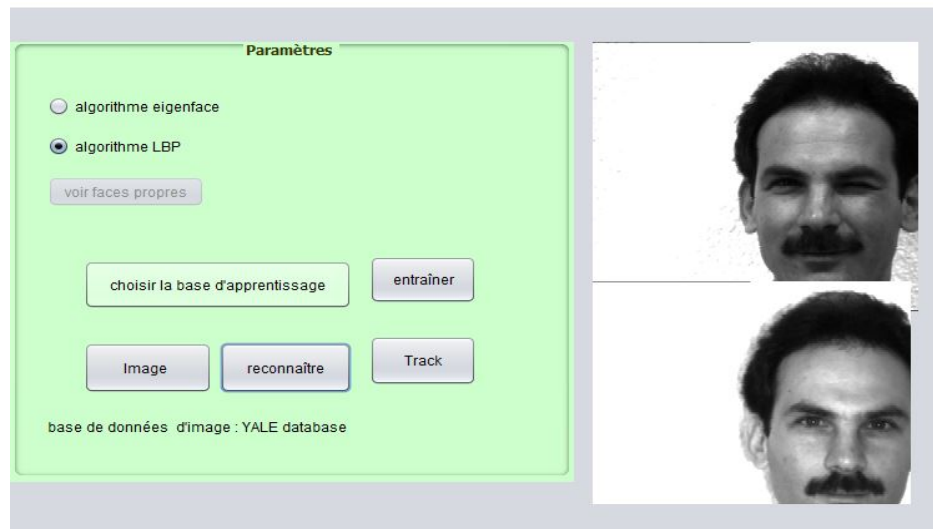 Paramètres
algorithme eigenface
algorithme LBP
voir faces propres
choisir la base d'apprentissage
entraîner
Image
reconnaître
Track
base de données d'image : YALE database